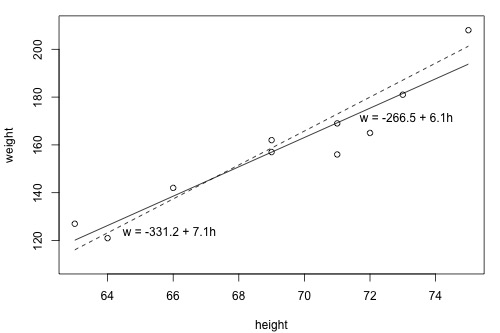 200
180
160
140
120
weight
w = -266.5 + 6.1h
w = -331.2 + 7.1h
64 66 68 70 72 74
height